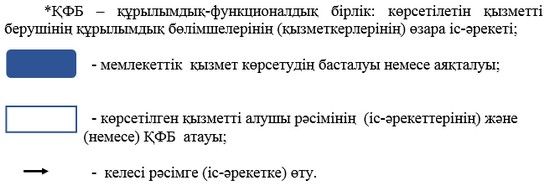 *ҚФБ – құрылымдық-функционалдық бірлік: көрсетілетін қызметті
берушінің құрылымдық бөлімшелерінің (қызметкерлерінің) өзара іс-әрекеті;
- мемлекеттік қызмет көрсетудің басталуы немесе аяқталуы;
- көрсетілген қызметті алушы рәсімінің (іс-әрекеттерінің) және
(немесе) ҚФБ атауы;
- келесі рәсімге (іс-әрекетке) өту.